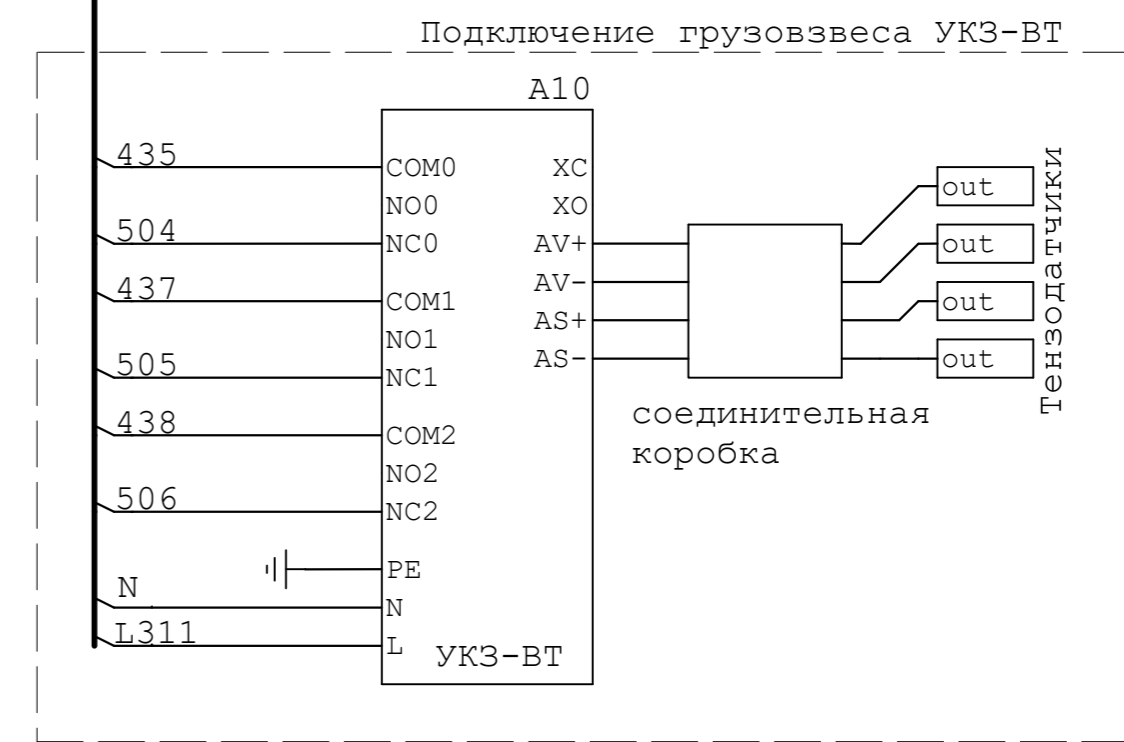 Подключение грузовзвеса УКЗ-ВТ
A10
435
COM0
XC
NO0
XO
504
NC0
AV+
437
COM1
AV-
NO1
AS+
505
NC1
AS-
438
COM2
NO2
506
NC2
PE
N
N
L311
L
УКЗ-ВТ
соединительная
коробка
out
out
out
out
Тензодатчики